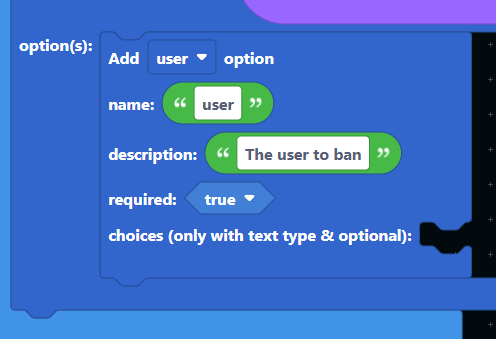 option(s):
Add user option
name: “ user ”
description: “ The user to ban ”
required: true
choices (only with text type & optional):